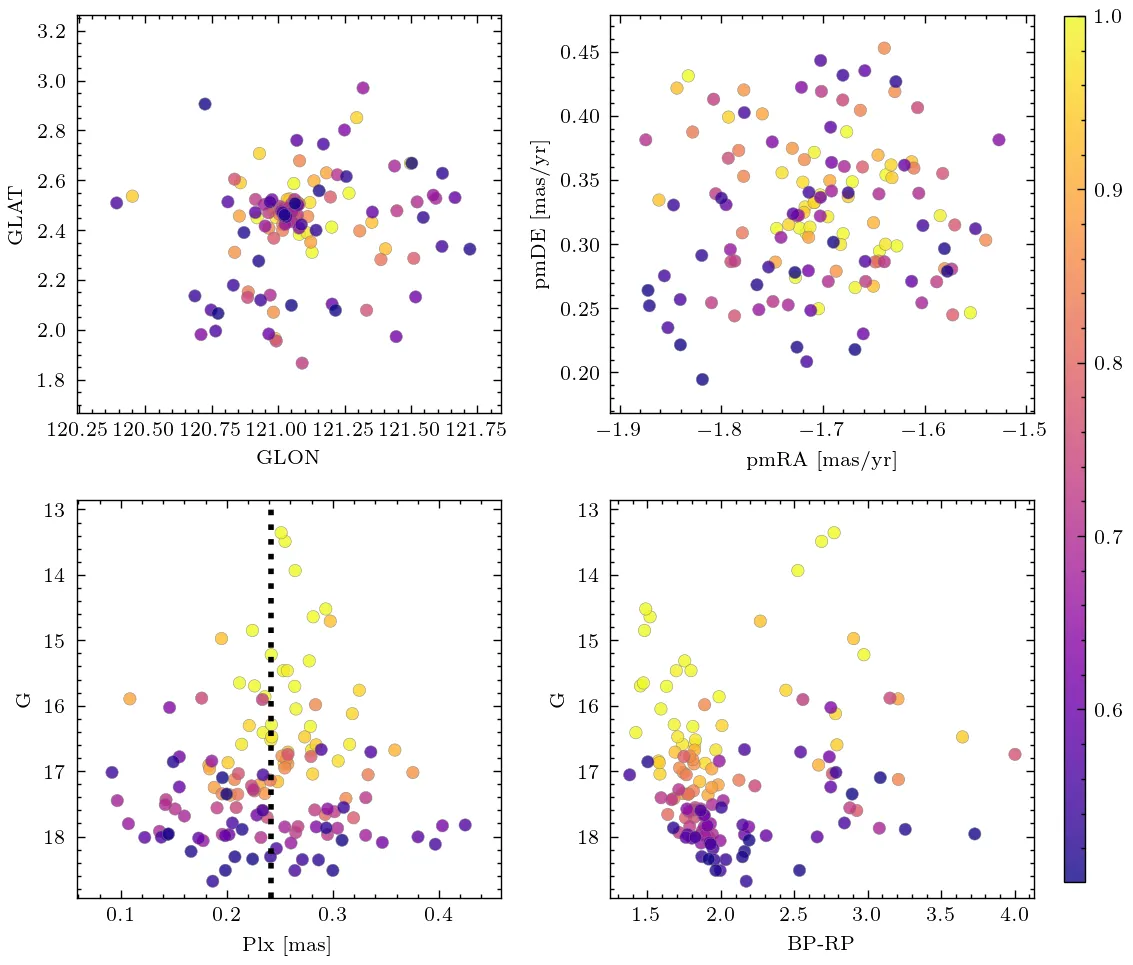 3.2
3.0
2.8
2.6
2.4
2.2
2.0
1.8
GLAT
120.25 120.50 120.75 121.00 121.25 121.50 121.75
GLON
0.45
0.40
0.35
0.30
0.25
0.20
pmDE [mas/yr]
−1.9 −1.8 −1.7 −1.6 −1.5
pmRA [mas/yr]
1.0
0.9
0.8
0.7
0.6
13
14
15
16
17
18
G
0.1 0.2 0.3 0.4
Plx [mas]
13
14
15
16
17
18
G
1.5 2.0 2.5 3.0 3.5 4.0
BP-RP